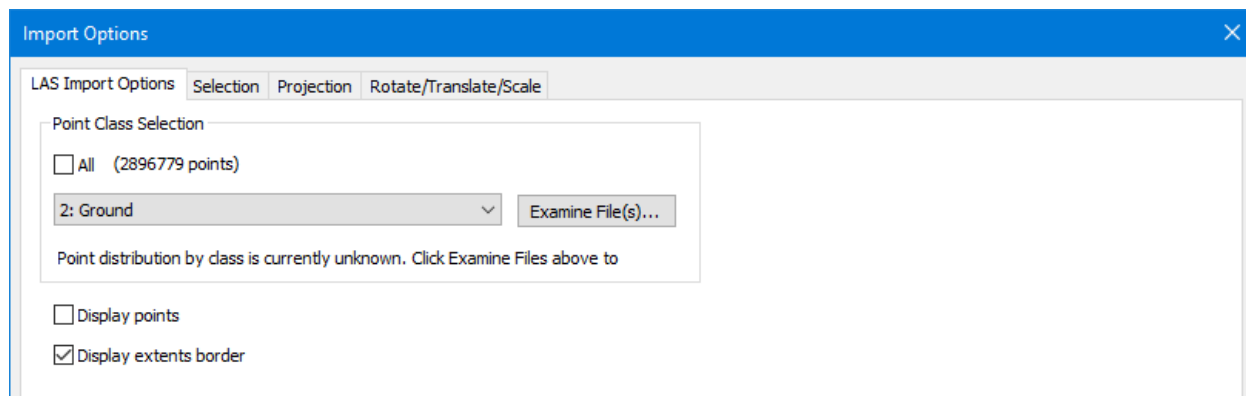 Import Options
LAS Import Options Selection Projection Rotate/Translate/Scale
Point Class Selection
All (2896779 points)
2: Ground Examine File(s)...
Point distribution by class is currently unknown. Click Examine Files above to
Display points
Display extents border